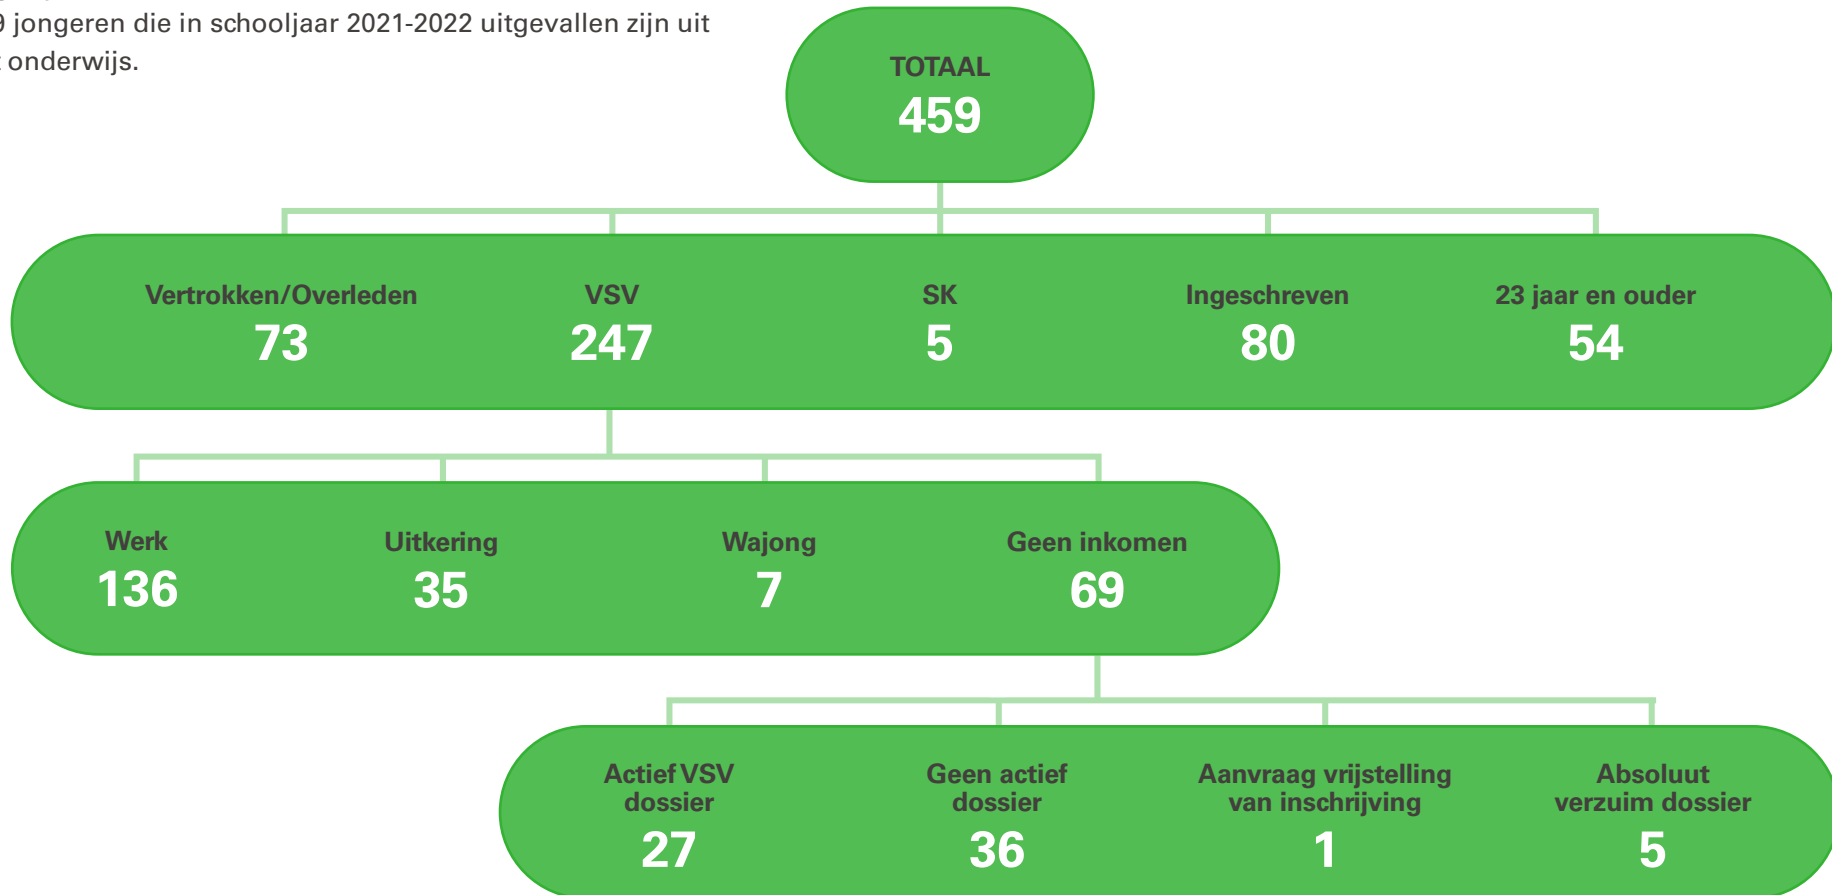 9 jongeren die in schooljaar 2021-2022 uitgevallen zijn uit
onderwijs.
TOTAAL
459
Vertrokken/Overleden
73
VSV
247
SK
5
Ingeschreven
80
23 jaar en ouder
54
Werk
136
Uitkering
35
Wajong
7
Geen inkomen
69
Actief VSV
dossier
27
Geen actief
dossier
36
Aanvraag vrijstelling
van inschrijving
1
Absoluut
verzuim dossier
5